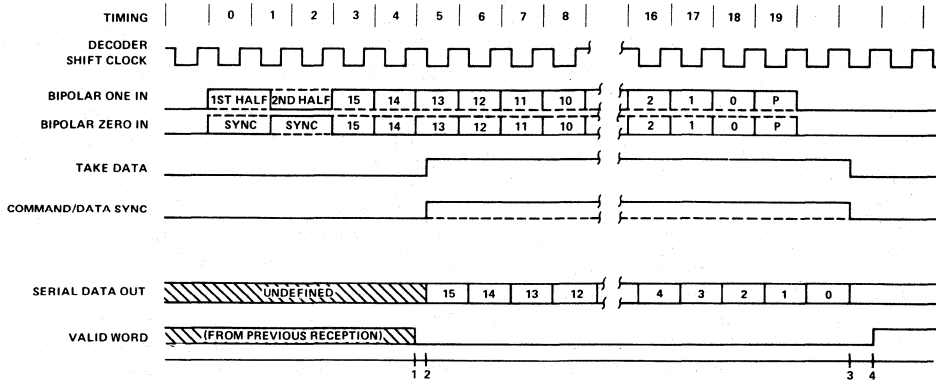 TIMING 0 1 2 3 4 5 6 7 8 16 17 18 19
DECODER
SHIFT CLOCK
BIPOLAR ONE IN 1ST HALF 2ND HALF 15 14 13 12 11 10 2 1 0 P
BIPOLAR ZERO IN SYNC SYNC 15 14 13 12 11 10 2 1 0 P
TAKE DATA
COMMAND/DATA SYNC
SERIAL DATA OUT UNDEFINED 15 14 13 12 4 3 2 1 0
VALID WORD (FROM PREVIOUS RECEPTION)
1 2 3 4